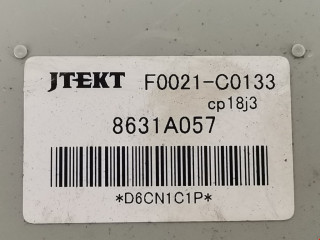 JTEKT F0021-C0133
cp18j3
8631A057
*D6CN1C1P*